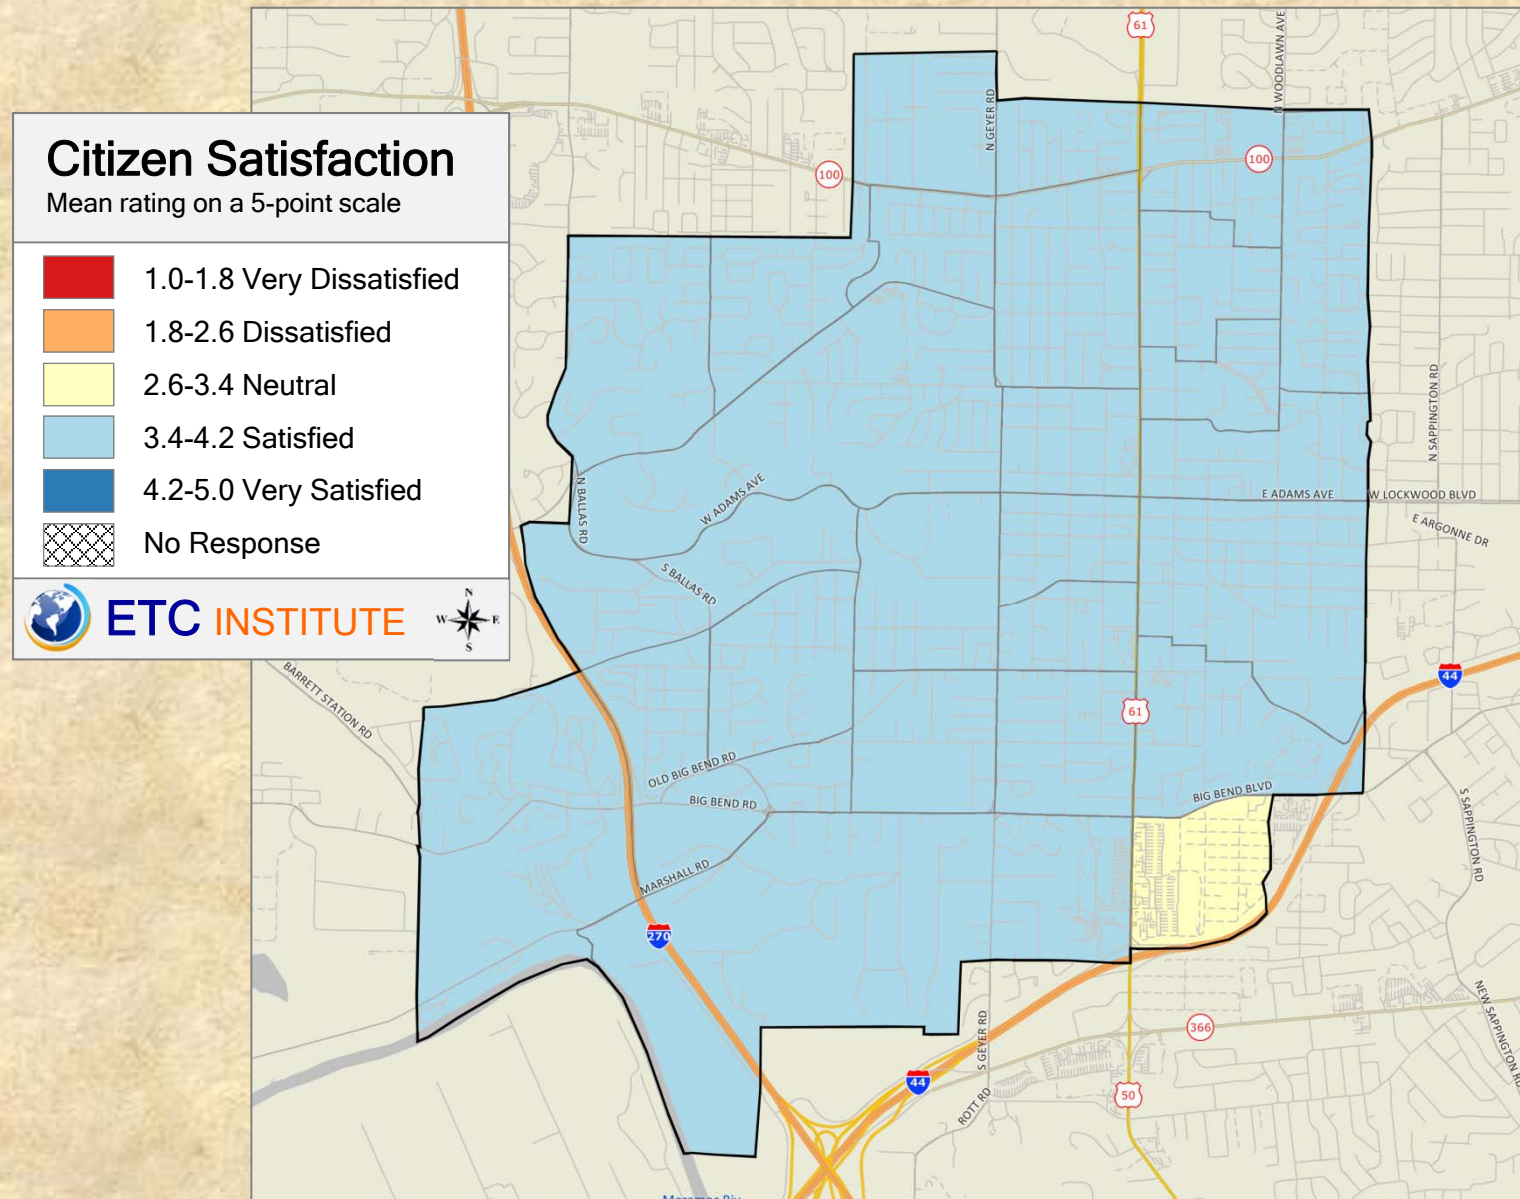 Citizen Satisfaction
Mean rating on a 5-point scale
1.0-1.8 Very Dissatisfied
1.8-2.6 Dissatisfied
2.6-3.4 Neutral
3.4-4.2 Satisfied
4.2-5.0 Very Satisfied
No Response
ETC INSTITUTE
N
W E
S
61
N WOODLAWN AVE
N GEYER RD
100
100
N SAPPINGTON RD
N BALLAS RD
W ADAMS AVE
E ADAMS AVE
W LOCKWOOD BLVD
E ARGONNE DR
S BALLAS RD
BARRETT STATION RD
44
61
OLD BIG BEND RD
BIG BEND RD
BIG BEND BLVD
S SAPPINGTON RD
MARSHALL RD
270
NEW SAPPINGTON RD
S GEYER RD
366
44
50
ROTT RD